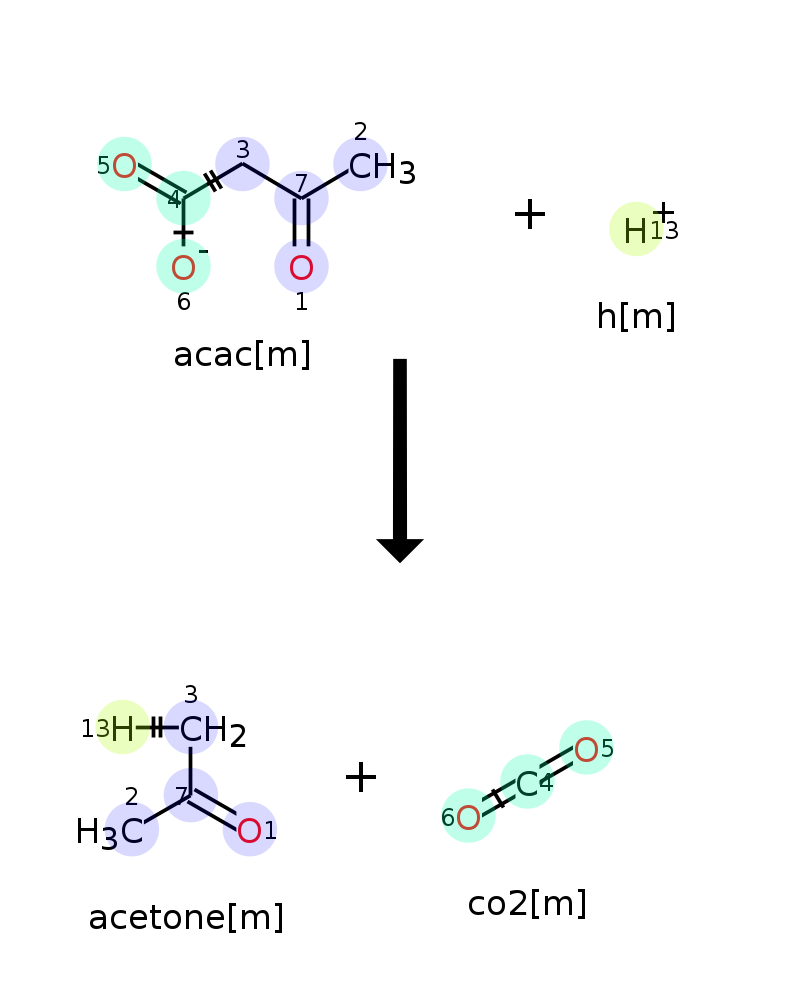 2
5O 3 CH3
4 7 + H+13
O- O
6 1 h[m]
acac[m]
3
13H CH2
2 7 + O5
C4
H3C O1 6O
acetone[m] co2[m]